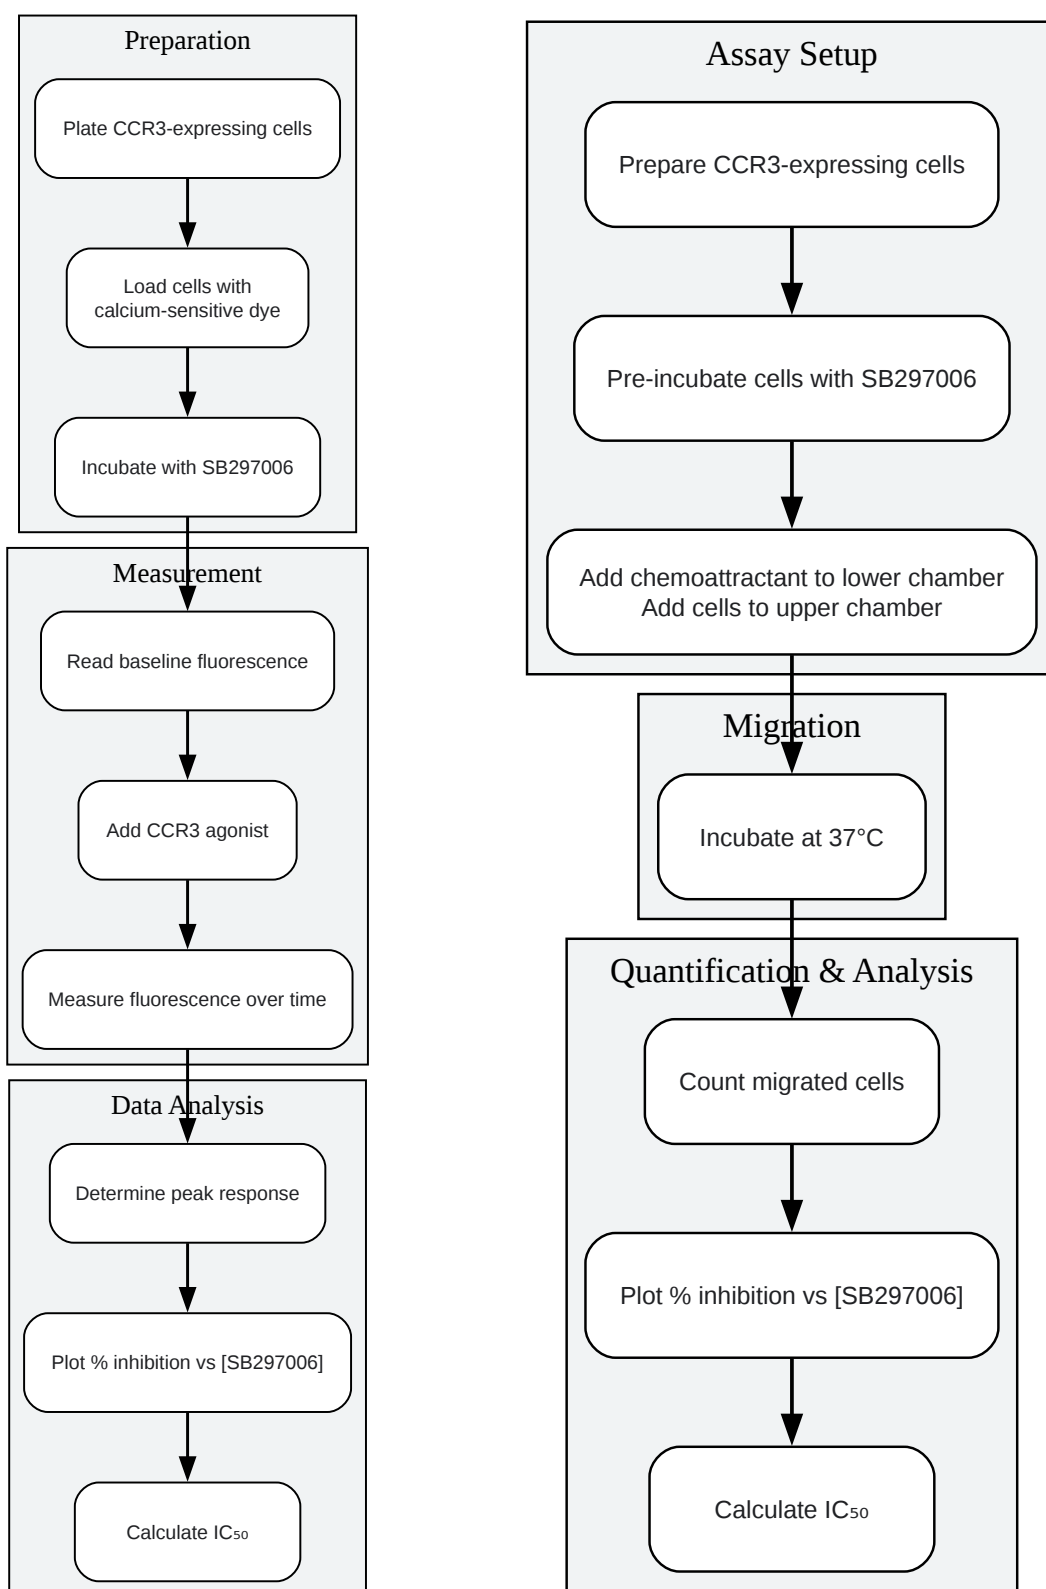 Preparation
Plate CCR3-expressing cells
Load cells with
calcium-sensitive dye
Incubate with SB297006
Measurement
Read baseline fluorescence
Add CCR3 agonist
Measure fluorescence over time
Data Analysis
Determine peak response
Plot % inhibition vs [SB297006]
Calculate IC₅₀
Assay Setup
Prepare CCR3-expressing cells
Pre-incubate cells with SB297006
Add chemoattractant to lower chamber
Add cells to upper chamber
Migration
Incubate at 37°C
Quantification & Analysis
Count migrated cells
Plot % inhibition vs [SB297006]
Calculate IC₅₀